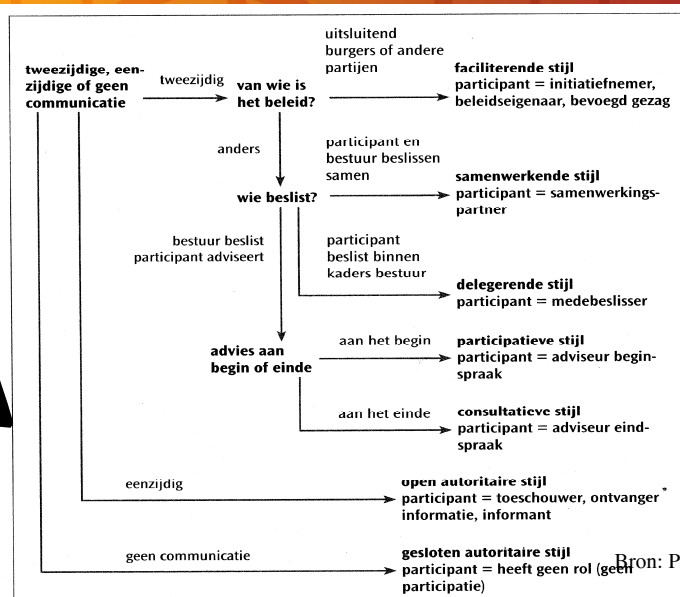 uitsluitend
burgers of andere
partijen
tweezijdige, een-
zijdige of geen
communicatie
tweezijdig
van wie is
het beleid?
faciliterende stijl
participant = initiatiefnemer,
beleidseigenaar, bevoegd gezag
anders
participant en
bestuur beslissen
samen
wie beslist?
samenwerkende stijl
participant = samenwerkings-
partner
bestuur beslist
participant adviseert
participant
beslist binnen
kaders bestuur
delegerende stijl
participant = medebeslisser
advies aan
begin of einde
aan het begin
participatieve stijl
participant = adviseur begin-
spraak
aan het einde
consultatieve stijl
participant = adviseur eind-
spraak
eenzijdig
open autoritaire stijl
participant = toeschouwer, ontvanger
informatie, informant
geen communicatie
gesloten autoritaire stijl
participant = heeft geen rol (geen
participatie)
Bron: P